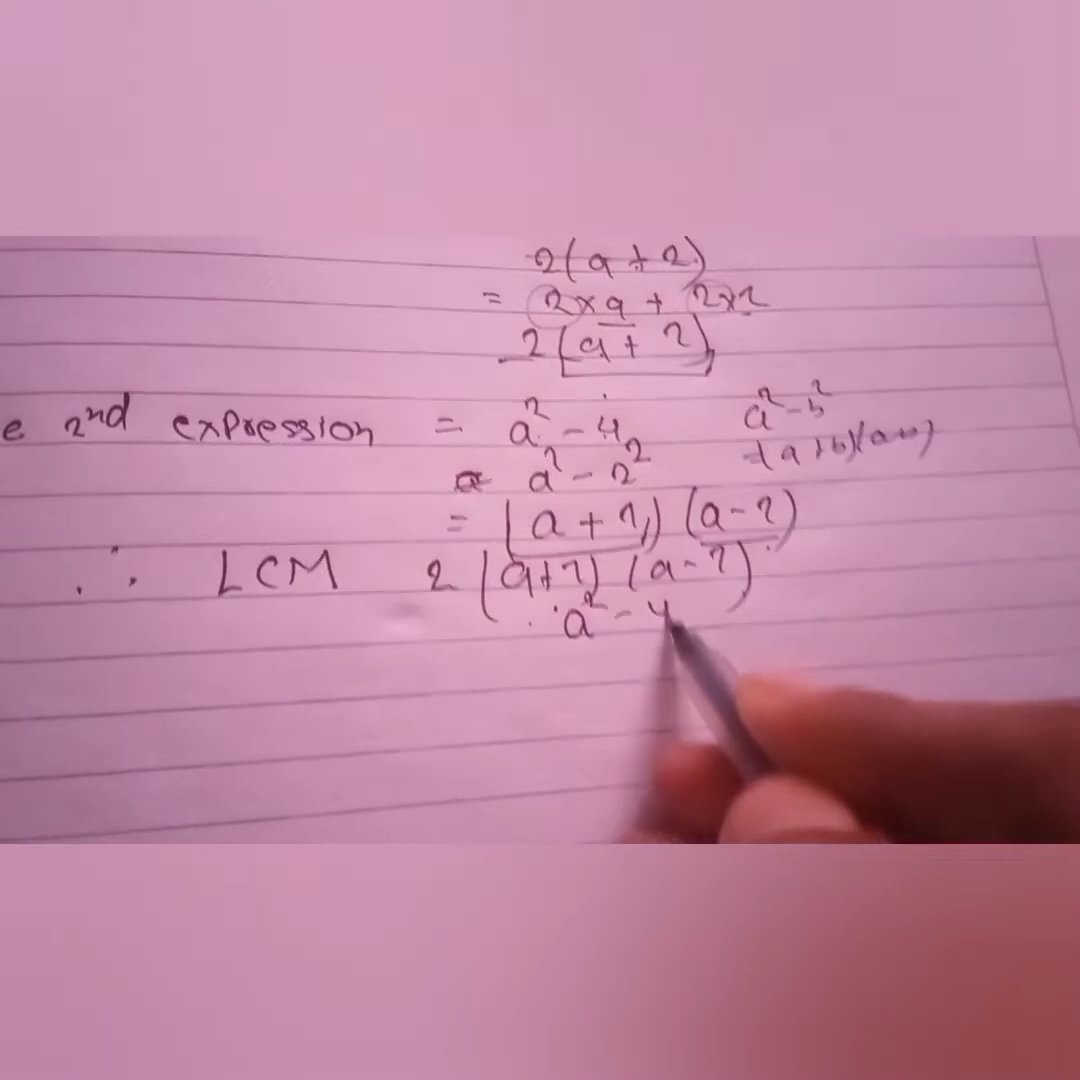 2(a + 2)
= 2×a + 2×2
2(a + 2)
e 2nd expression = a² - 4 a² - b²
a² - 2² (a+b)(a-b)
= (a + 2) (a - 2)
∴ LCM 2 (a+2) (a-2)
a² - 4